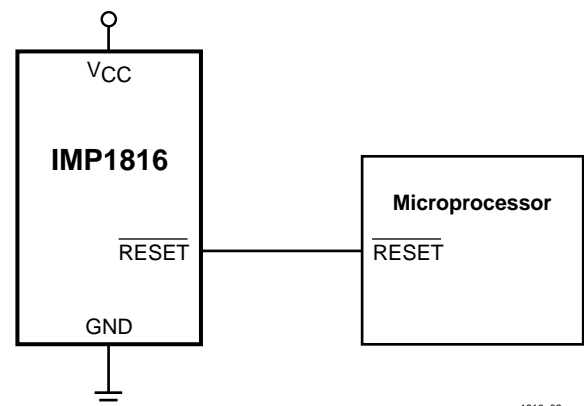 VCC
IMP1816
Microprocessor
RESET
RESET
GND